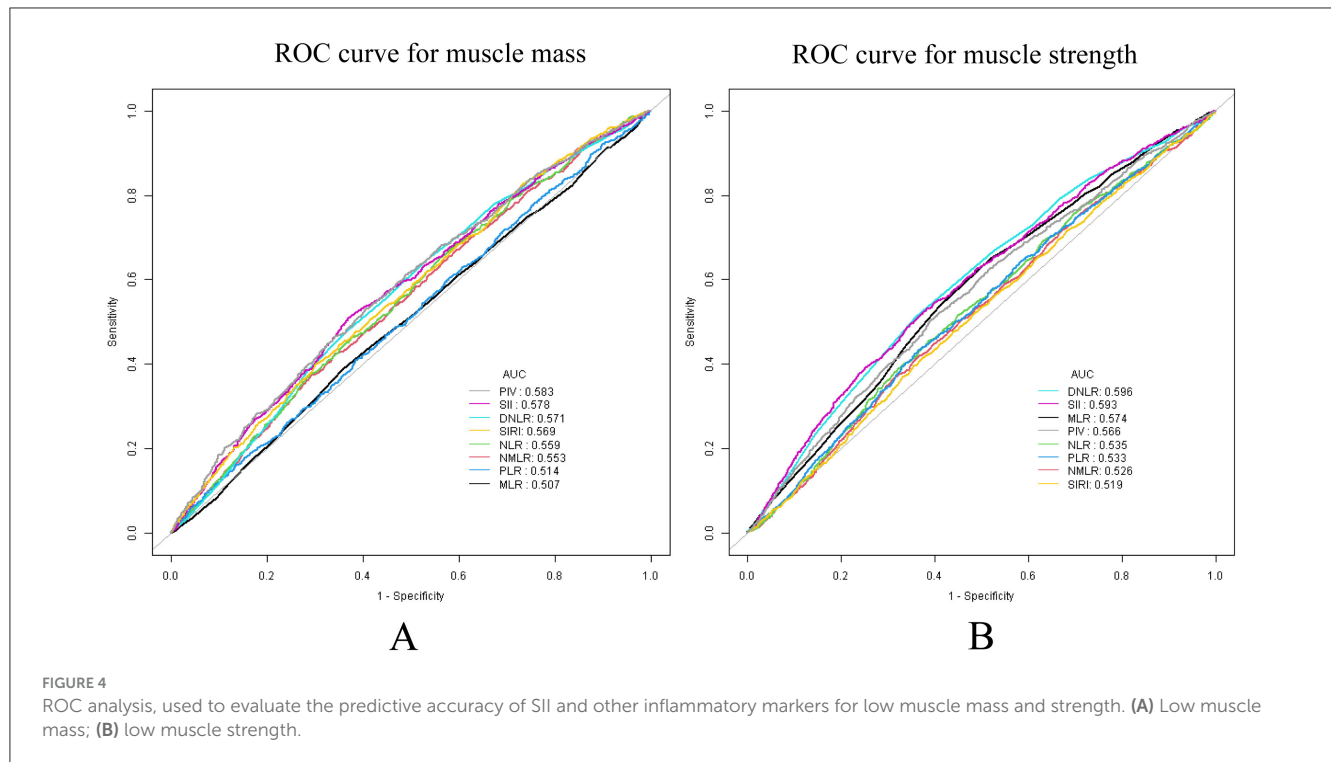 ROC curve for muscle mass
ROC curve for muscle strength
1.0
0.8
0.6
0.4
0.2
0.0
Sensitivity
AUC
PIV : 0.583
SII : 0.578
DNLR: 0.571
SIRI : 0.569
NLR : 0.559
NMLR : 0.553
PLR : 0.514
MLR : 0.507
0.0 0.2 0.4 0.6 0.8 1.0
1 - Specificity
A
1.0
0.8
0.6
0.4
0.2
0.0
Sensitivity
AUC
DNLR: 0.596
SII : 0.593
MLR : 0.574
PIV : 0.566
NLR : 0.535
PLR : 0.533
NMLR : 0.526
SIRI: 0.519
0.0 0.2 0.4 0.6 0.8 1.0
1 - Specificity
B
FIGURE 4
ROC analysis, used to evaluate the predictive accuracy of SII and other inflammatory markers for low muscle mass and strength. (A) Low muscle
mass; (B) low muscle strength.